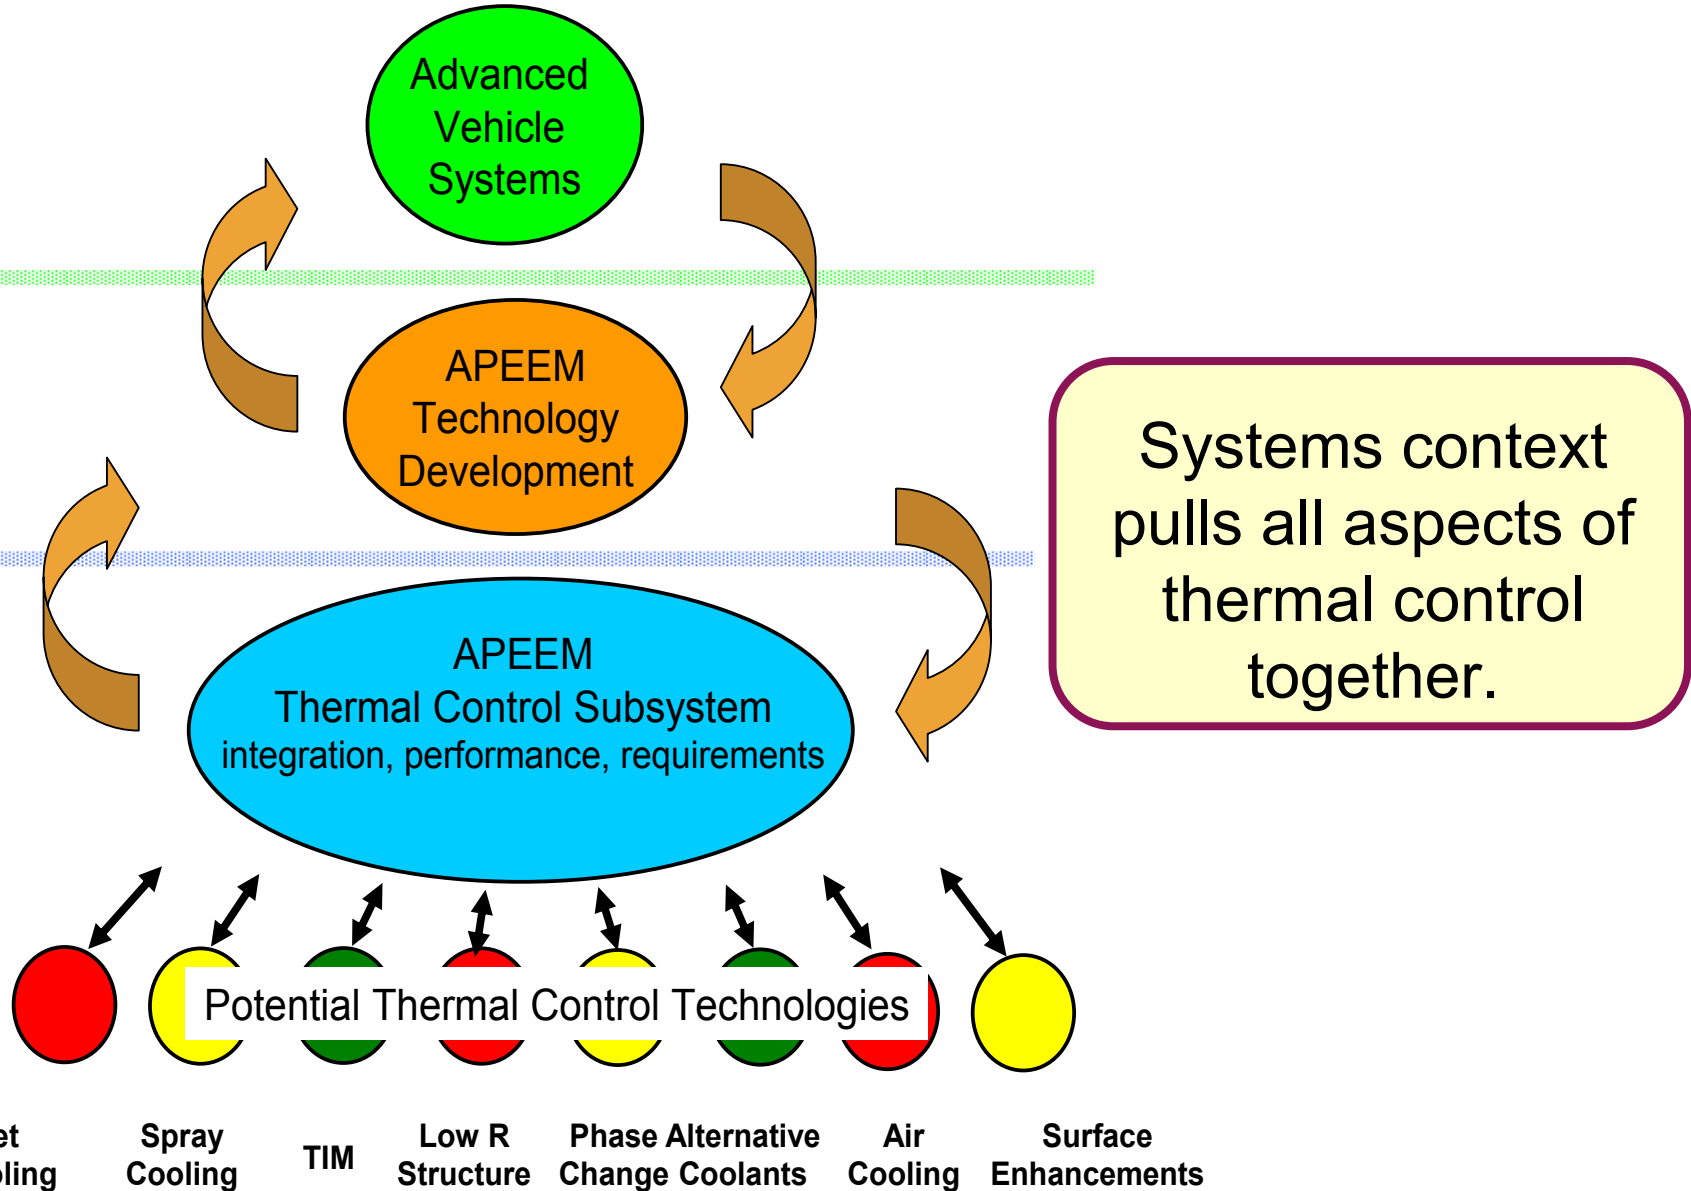 Advanced
Vehicle
Systems
APEEM
Technology
Development
Systems context
pulls all aspects of
thermal control
together.
APEEM
Thermal Control Subsystem
integration, performance, requirements
Potential Thermal Control Technologies
Spray
Cooling
TIM
Low R
Structure
Phase
Change
Alternative
Coolants
Air
Cooling
Surface
Enhancements